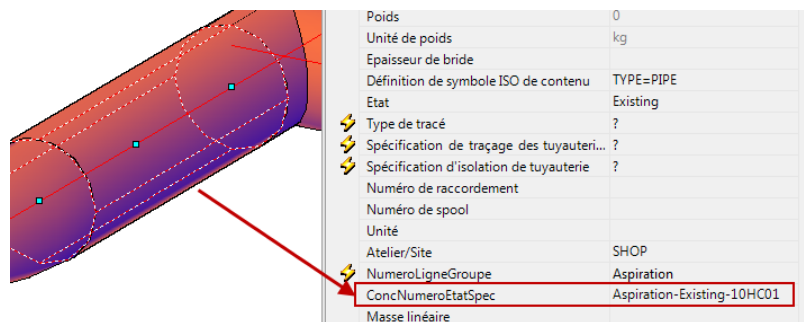 Poids 0
Unité de poids kg
Epaisseur de bride
Définition de symbole ISO de contenu TYPE=PIPE
Etat Existing
Type de tracé ?
Spécification de traçage des tuyauteri... ?
Spécification d'isolation de tuyauterie ?
Numéro de raccordement
Numéro de spool
Unité
Atelier/Site SHOP
NumeroLigneGroupe Aspiration
ConcNumeroEtatSpec Aspiration-Existing-10HC01
Masse linéaire